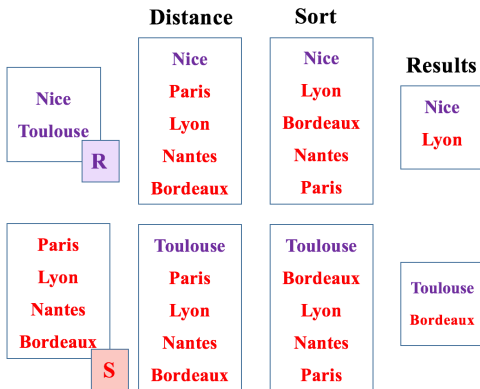 Distance
Sort
Results
Nice
Toulouse
R
Nice
Paris
Lyon
Nantes
Bordeaux
Nice
Lyon
Bordeaux
Nantes
Paris
Nice
Lyon
Paris
Lyon
Nantes
Bordeaux
S
Toulouse
Paris
Lyon
Nantes
Bordeaux
Toulouse
Bordeaux
Lyon
Nantes
Paris
Toulouse
Bordeaux